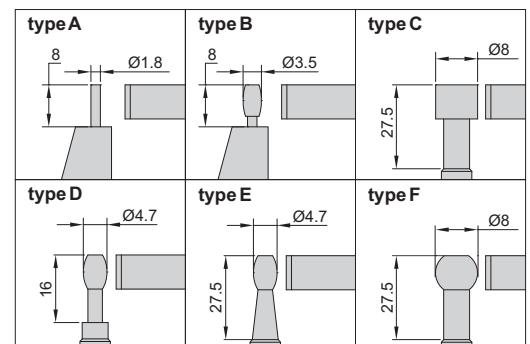 type A
8
Ø1.8
type B
8
Ø3.5
type C
Ø8
27.5
type D
Ø4.7
16
type E
Ø4.7
27.5
type F
Ø8
27.5